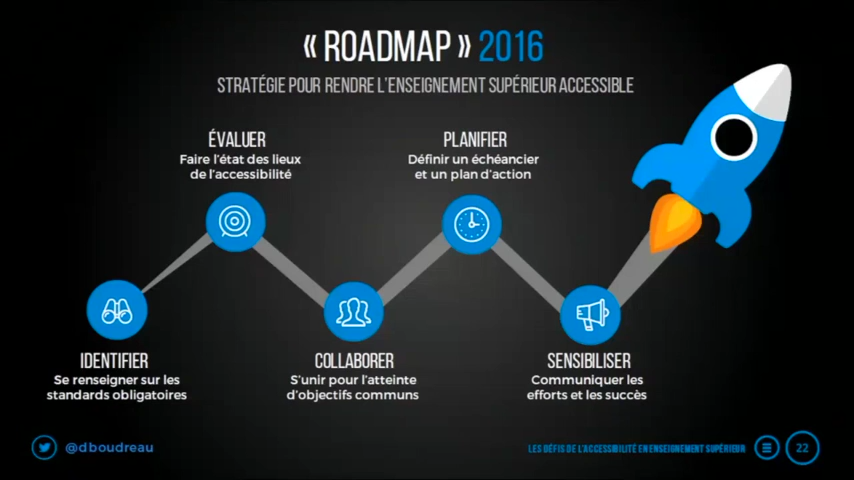 « ROADMAP » 2016
STRATÉGIE POUR RENDRE L'ENSEIGNEMENT SUPÉRIEUR ACCESSIBLE
ÉVALUER
Faire l'état des lieux
de l'accessibilité
PLANIFIER
Définir un échéancier
et un plan d'action
IDENTIFIER
Se renseigner sur les
standards obligatoires
COLLABORER
S'unir pour l'atteinte
d'objectifs communs
SENSIBILISER
Communiquer les
efforts et les succès
@dboudreau
LES DÉFIS DE L'ACCESSIBILITÉ EN ENSEIGNEMENT SUPÉRIEUR
22